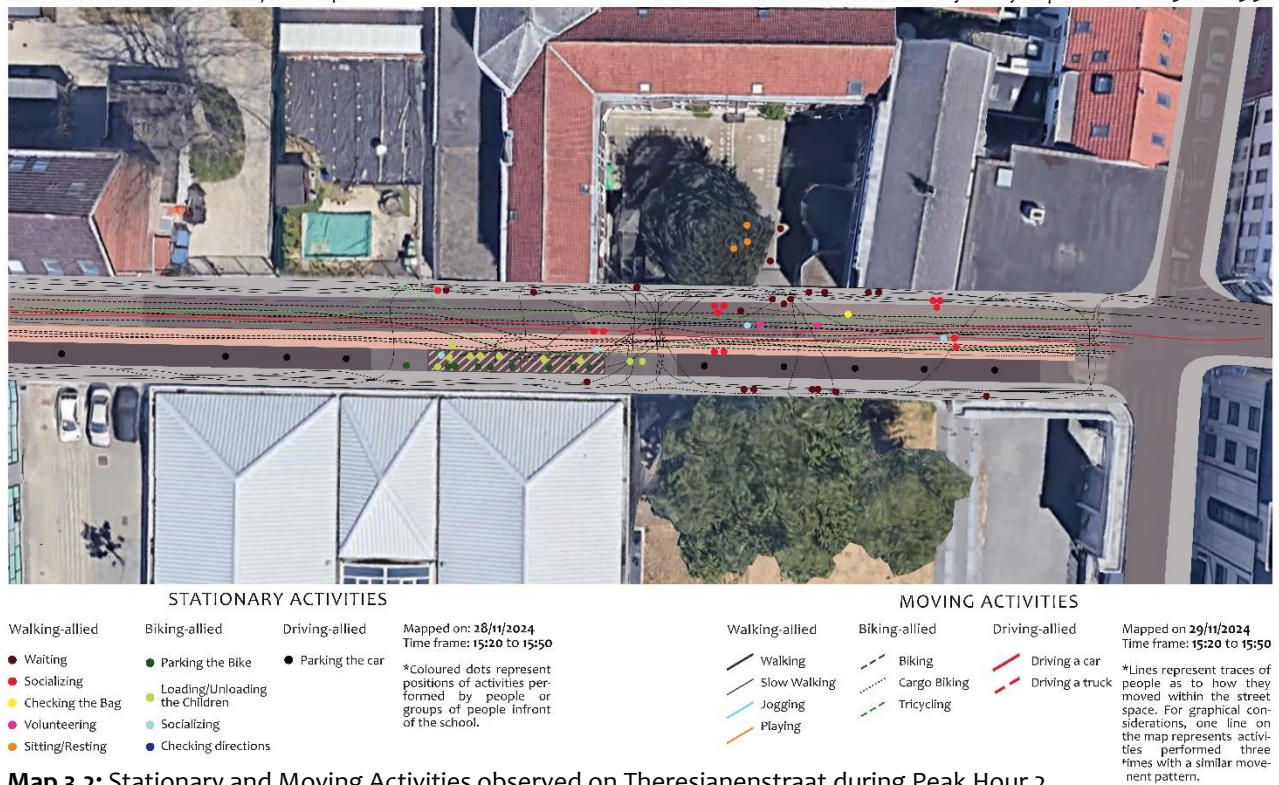 STATIONARY ACTIVITIES
Walking-allied
Waiting
Socializing
Checking the Bag
Volunteering
Sitting/Resting
Biking-allied
Parking the Bike
Loading/Unloading
the Children
Socializing
Checking directions
Driving-allied
Parking the car
Mapped on: 28/11/2024
Time frame: 15:20 to 15:50
*Coloured dots represent
positions of activities per-
formed by people or
groups of people infront
of the school.
MOVING ACTIVITIES
Walking-allied
Walking
Slow Walking
Jogging
Playing
Biking-allied
Biking
Cargo Biking
Tricycling
Driving-allied
Driving a car
Driving a truck
Mapped on 29/11/2024
Time frame: 15:20 to 15:50
*Lines represent traces of
people as to how they
moved within the street
space. For graphical con-
siderations, one line on
the map represents activi-
ties performed three
times with a similar move-
nent pattern.
Map 3.2: Stationary and Moving Activities observed on Theresianenstraat during Peak Hour 2